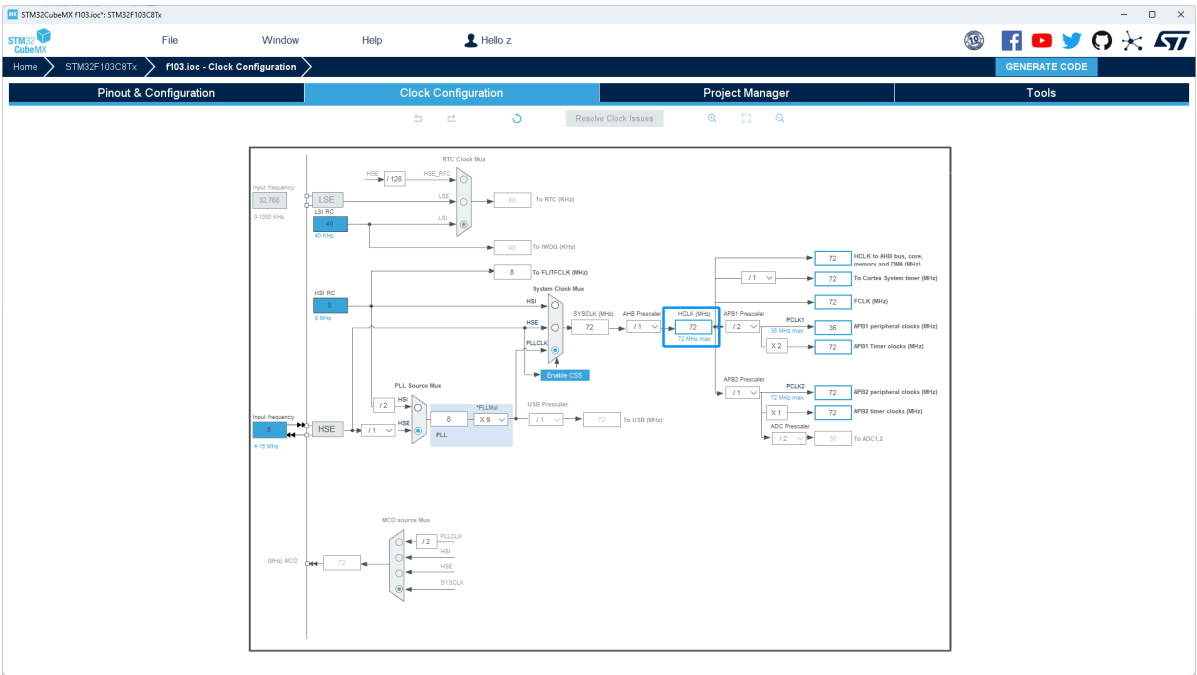 MX STM32CubeMX f103.ioc*: STM32F103C8Tx
STM32 CubeMX
File Window Help Hello z
10
ST
Home STM32F103C8Tx f103.ioc - Clock Configuration GENERATE CODE
Pinout & Configuration Clock Configuration Project Manager Tools
Resolve Clock Issues
RTC Clock Mux
HSE / 128 HSE_RTC
Input frequency
32.768 LSE LSE 40 To RTC (KHz)
0-1000 KHz
LSI RC
40 LSI
40 KHz
40 To IWDG (KHz)
8 To FLITFCLK (MHz)
System Clock Mux
HSI RC
8 HSI
8 MHz
HSE
PLLCLK
SYSCLK (MHz) AHB Prescaler HCLK (MHz) APB1 Prescaler
72 / 1 72 / 2
72 MHz max
72 HCLK to AHB bus, core,
memory and DMA (MHz)
/ 1 72 To Cortex System timer (MHz)
72 FCLK (MHz)
PCLK1
36 MHz max
36 APB1 peripheral clocks (MHz)
X 2 72 APB1 Timer clocks (MHz)
Enable CSS
APB2 Prescaler
/ 1
PCLK2
72 MHz max
72 APB2 peripheral clocks (MHz)
X 1 72 APB2 timer clocks (MHz)
ADC Prescaler
/ 2 36 To ADC1,2
PLL Source Mux
/ 2 HSI
*PLLMul
8 X 9
PLL
USB Prescaler
/ 1 72 To USB (MHz)
Input frequency
8 HSE / 1 HSE
4-16 MHz
MCO source Mux
/ 2 PLLCLK
HSI
HSE
SYSCLK
(MHz) MCO 72